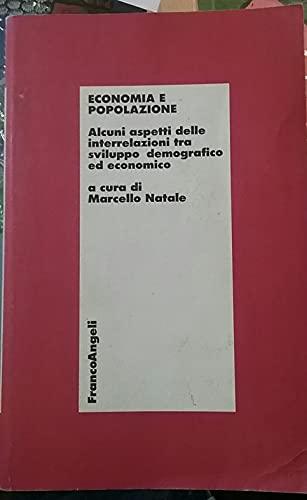 ECONOMIA E
POPOLAZIONE
Alcuni aspetti delle
interrelazioni tra
sviluppo demografico
ed economico
a cura di
Marcello Natale
FrancoAngeli